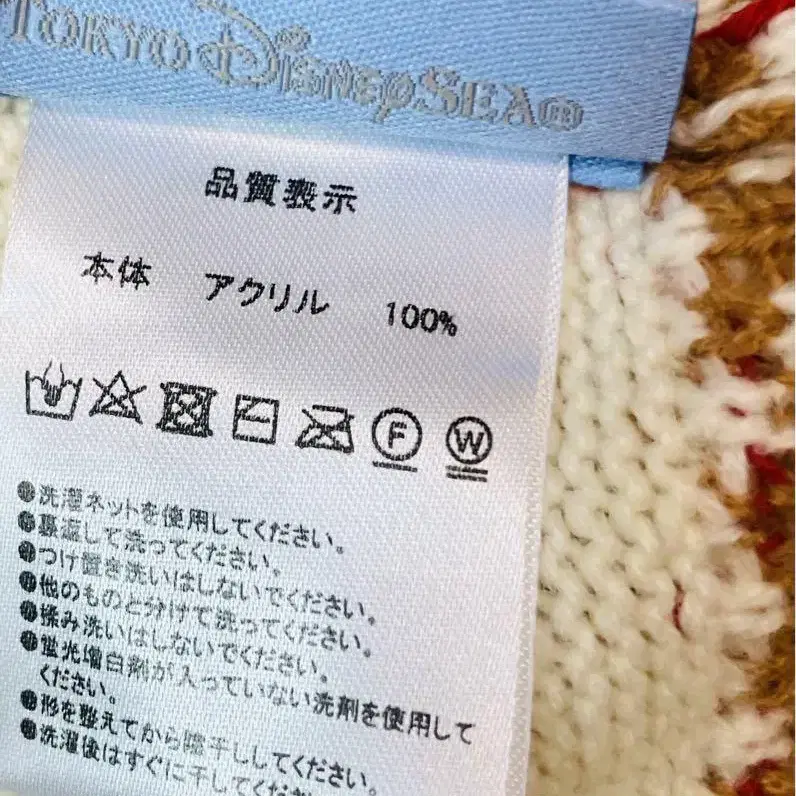 TOKYO DISNEY SEA®
品質表示
本体 アクリル 100%
F W
●洗濯ネットを使用してください。
●裏返して洗ってください。
●つけ置き洗いはしないでください。
●他のものと分けて洗ってください。
●揉み洗いはしないでください。
●蛍光増白剤が入っていない洗剤を使用して
ください。
●形を整えてから陰干ししてください。
●洗濯後はすぐに干してください。